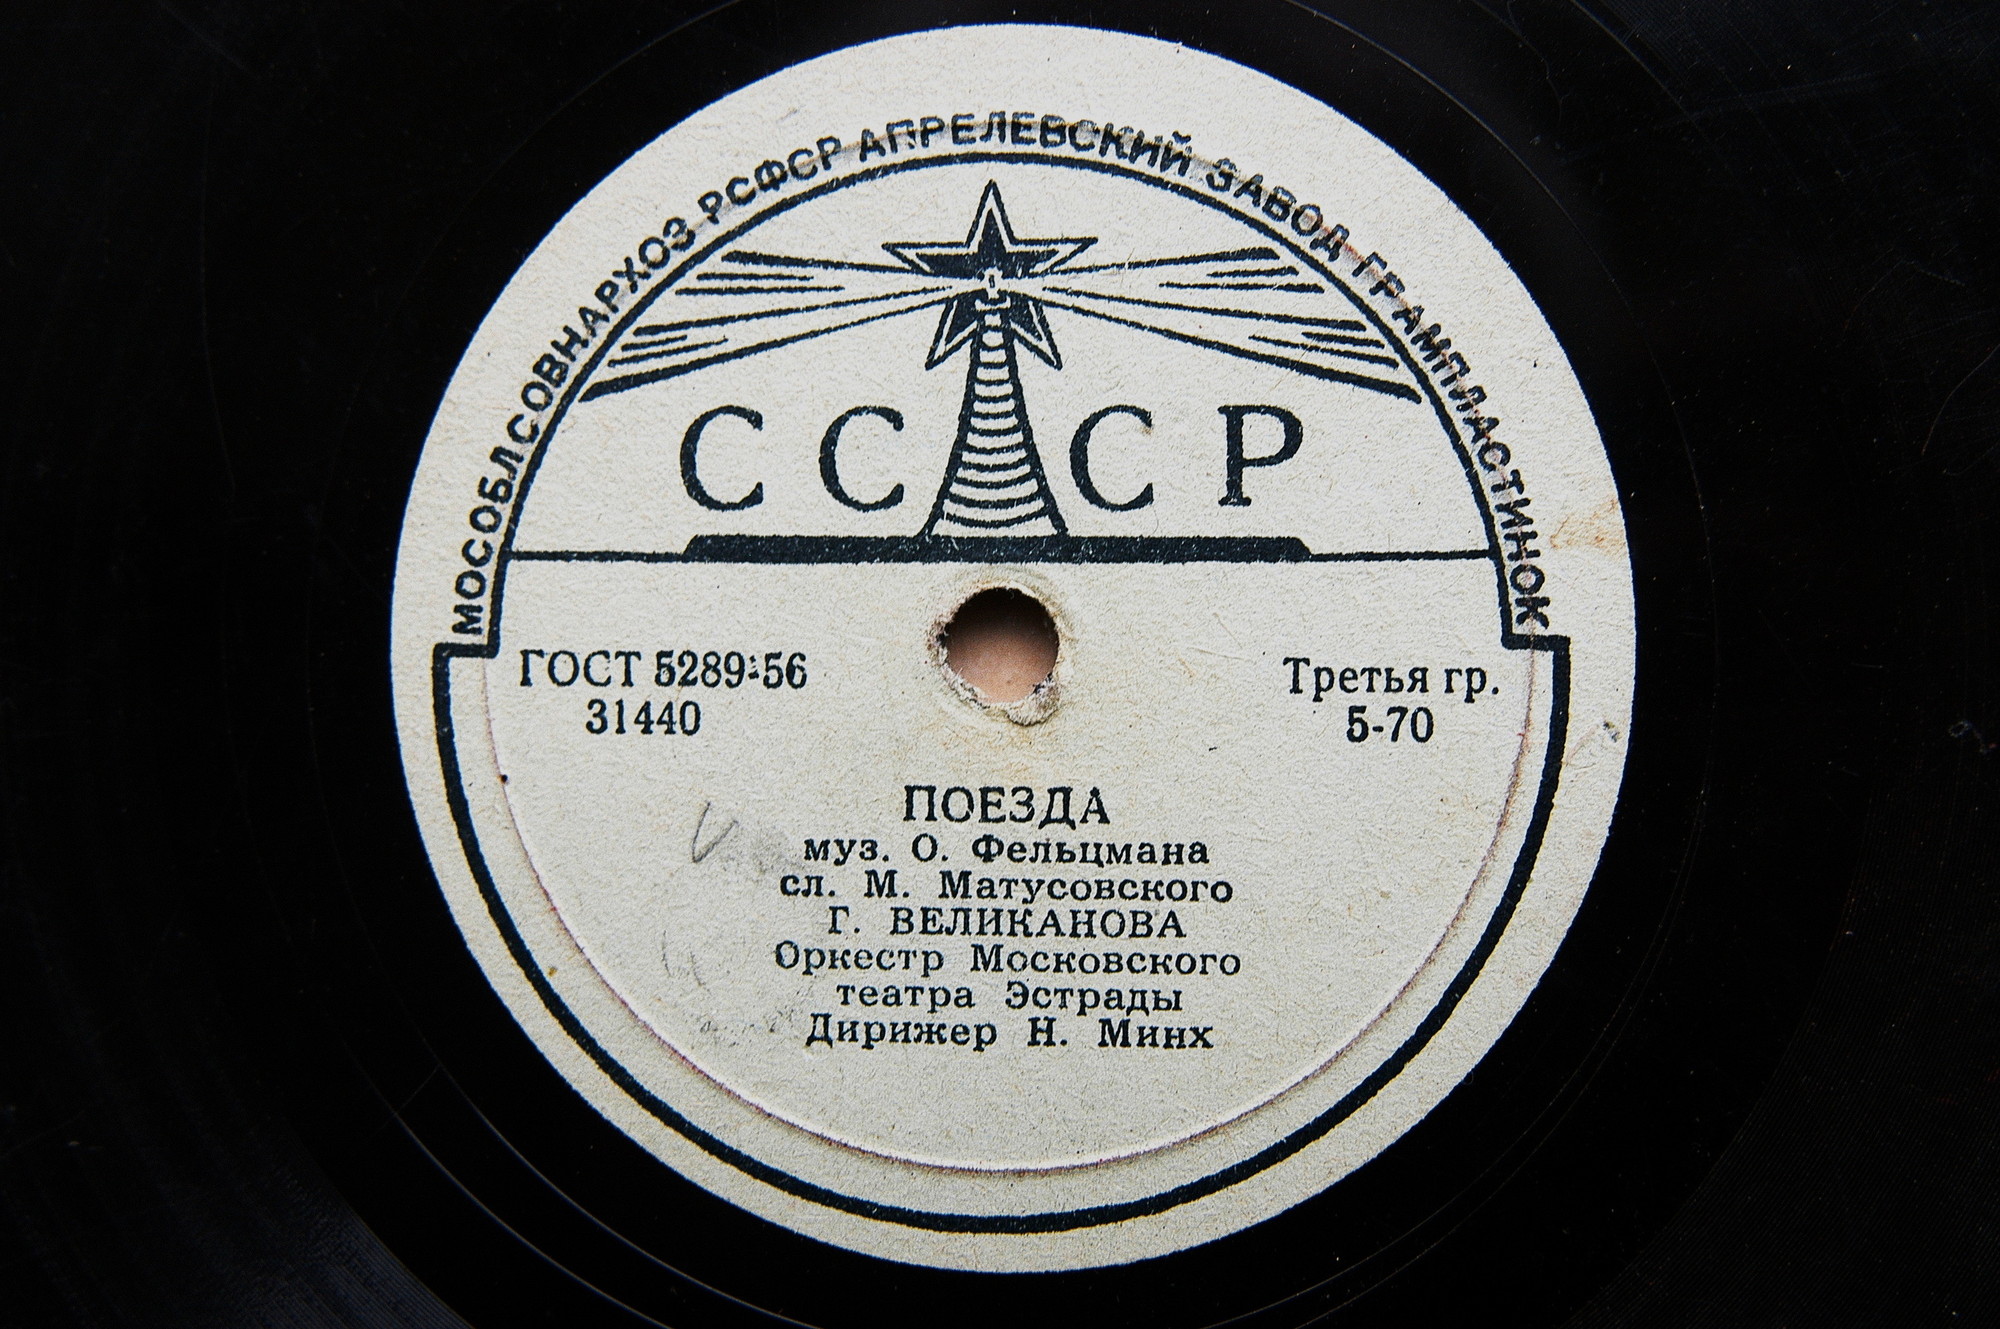 МОСОБЛСОВНАРХОЗ РСФСР АПРЕЛЕВСКИЙ ЗАВОД ГРАМПЛАСТИНОК
СССР
ГОСТ 5289-56
31440
Третья гр.
5-70
ПОЕЗДА
муз. О. Фельцмана
сл. М. Матусовского
Г. ВЕЛИКАНОВА
Оркестр Московского
театра Эстрады
Дирижер Н. Минх